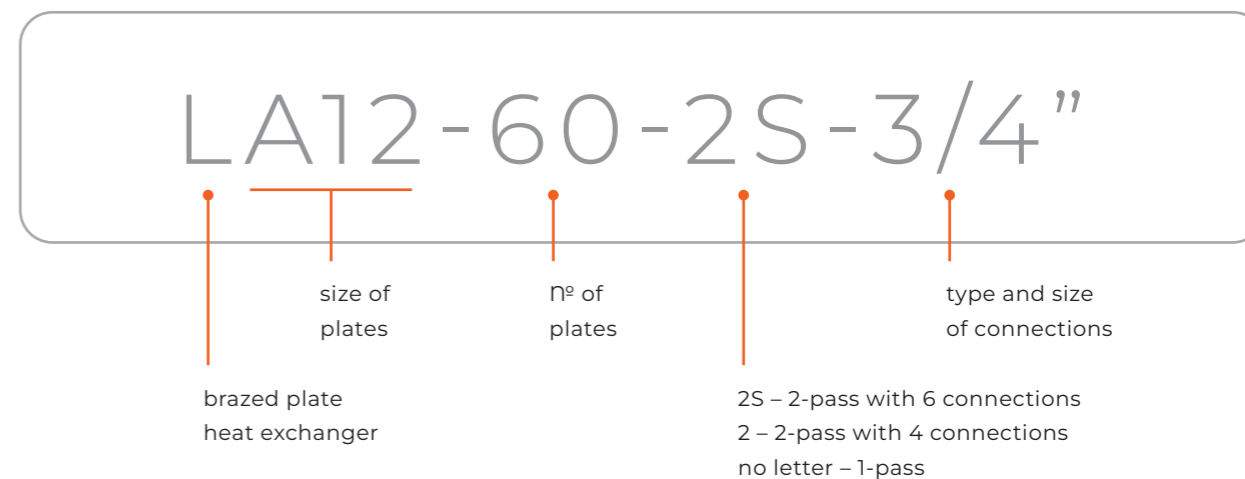 LA12-60-2S-3/4”
size of
plates
nº of
plates
type and size
of connections
brazed plate
heat exchanger
2S – 2-pass with 6 connections
2 – 2-pass with 4 connections
no letter – 1-pass